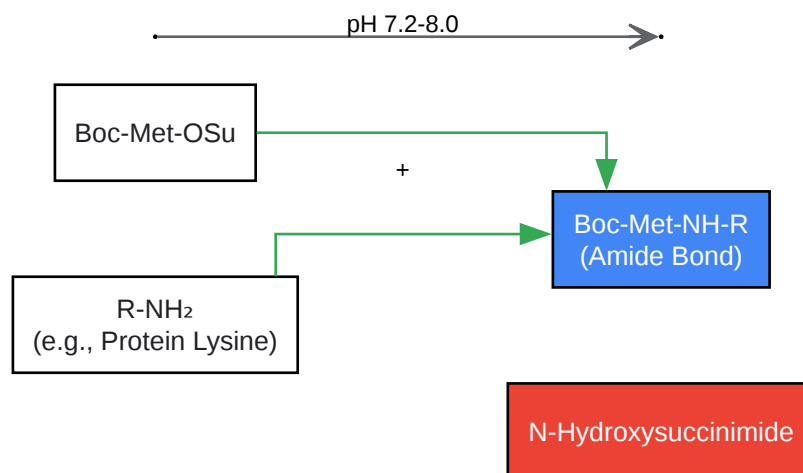 pH 7.2-8.0
Boc-Met-OSu
+
Boc-Met-NH-R
(Amide Bond)
R-NH₂
(e.g., Protein Lysine)
N-Hydroxysuccinimide